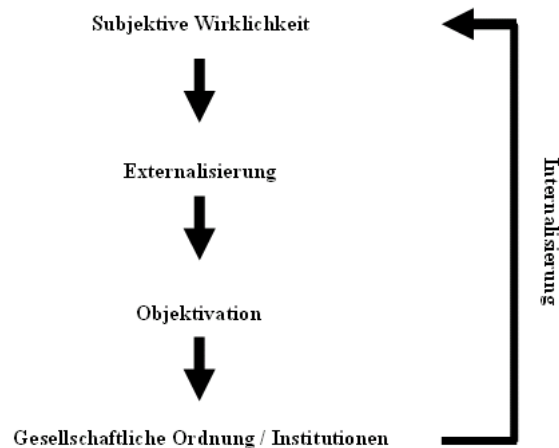 Subjektive Wirklichkeit
Externalisierung
Internalisierung
Objektivation
Gesellschaftliche Ordnung / Institutionen